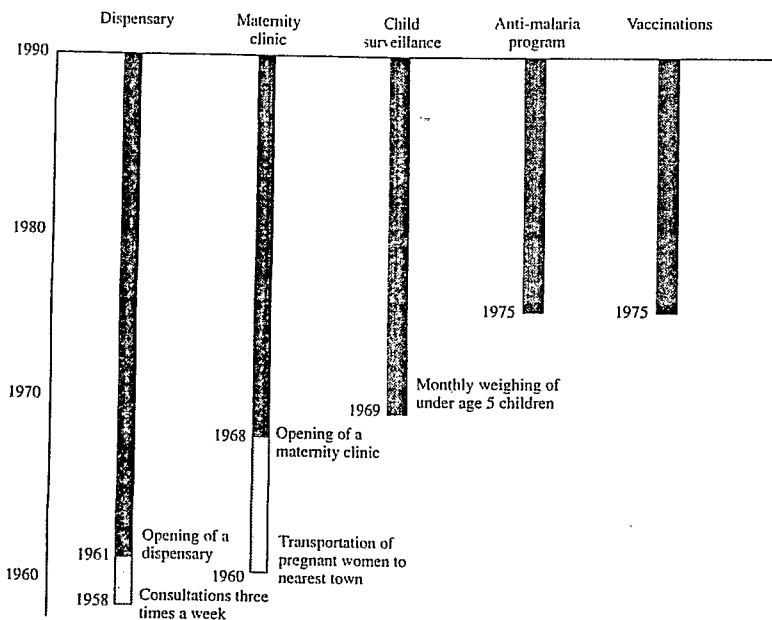 Dispensary
Maternity
clinic
Child
surveillance
Anti-malaria
program
Vaccinations
1990
1980
1975
1975
1970
Monthly weighing of
under age 5 children
1969
1968
Opening of a
maternity clinic
Opening of a
dispensary
1961
Transportation of
pregnant women to
nearest town
1960
1960
1958
Consultations three
times a week